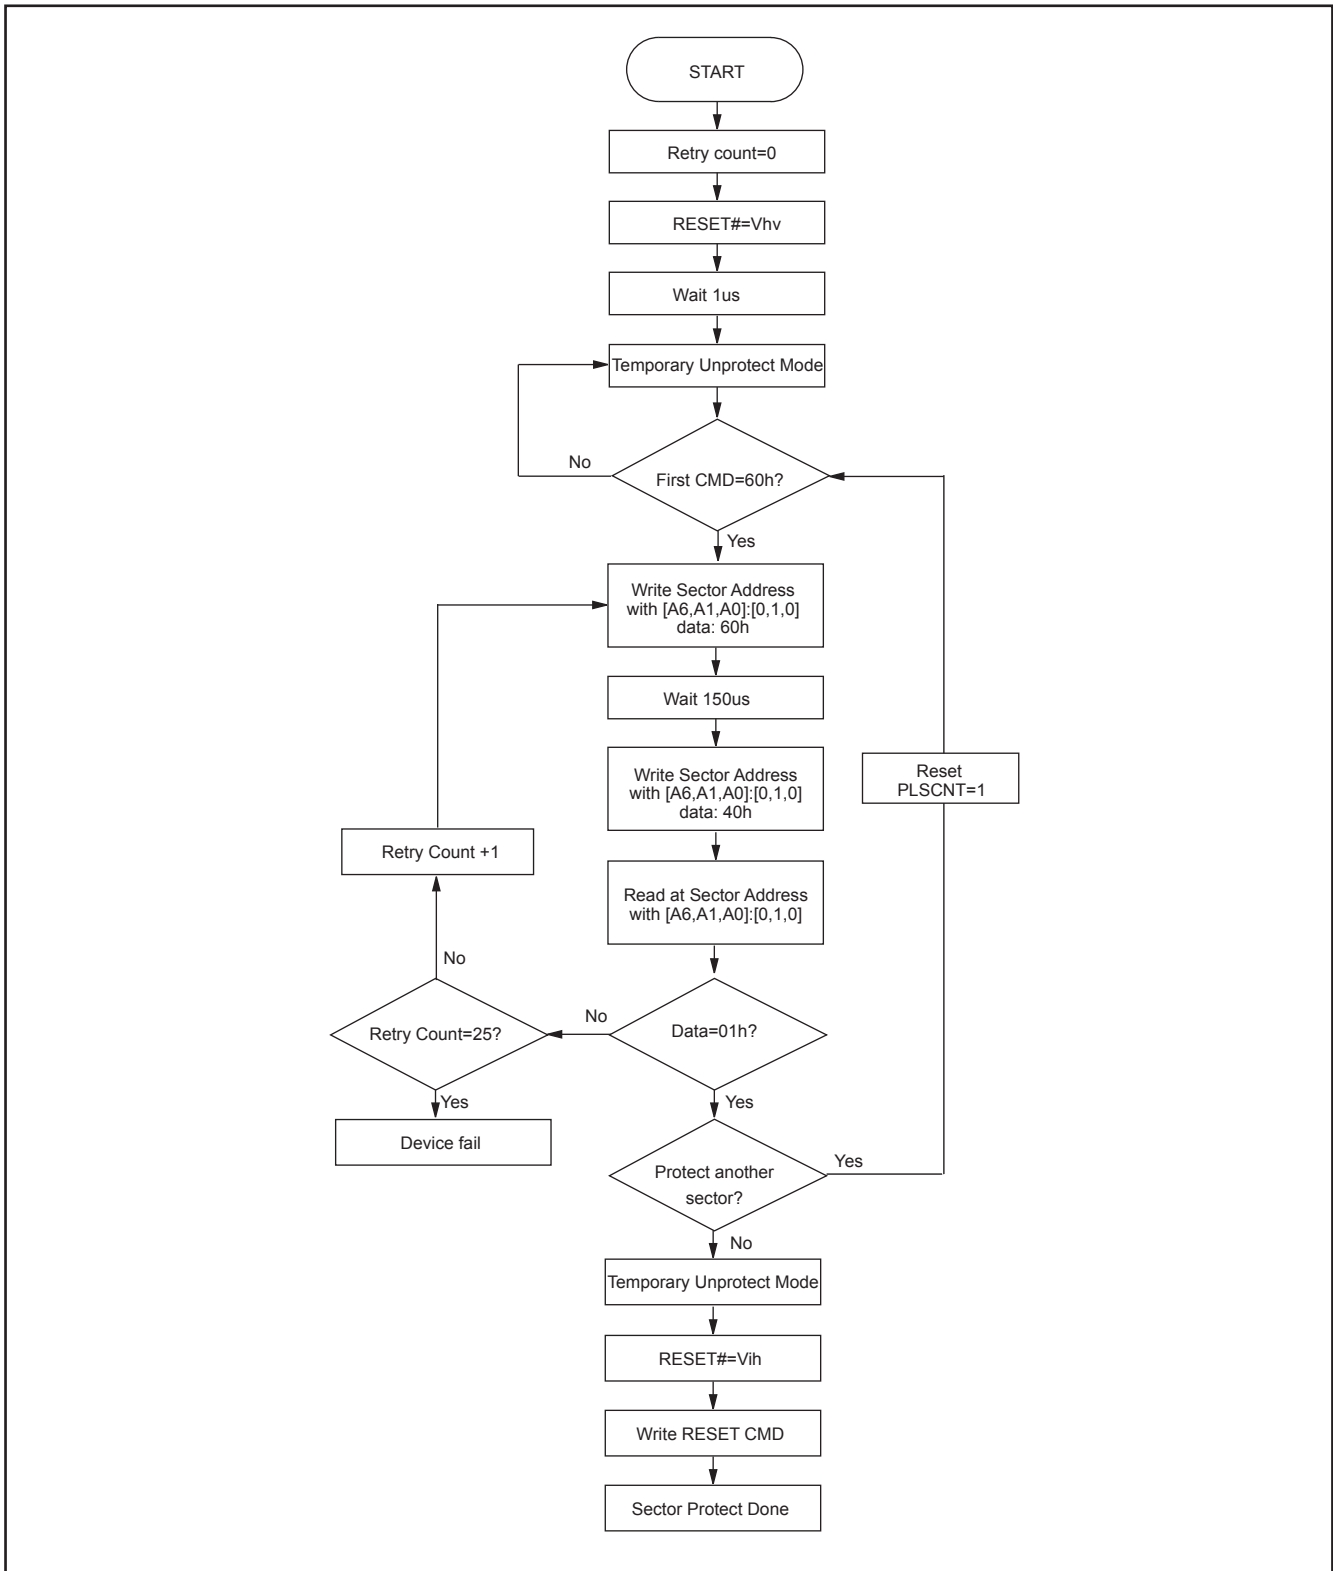 START
Retry count=0
RESET#=Vhv
Wait 1us
Temporary Unprotect Mode
No
First CMD=60h?
Yes
Write Sector Address
with [A6,A1,A0]:[0,1,0]
data: 60h
Wait 150us
Write Sector Address
with [A6,A1,A0]:[0,1,0]
data: 40h
Reset
PLSCNT=1
Retry Count +1
Read at Sector Address
with [A6,A1,A0]:[0,1,0]
No
Retry Count=25?
No
Data=01h?
Yes
Yes
Device fail
Protect another
sector?
Yes
No
Temporary Unprotect Mode
RESET#=Vih
Write RESET CMD
Sector Protect Done